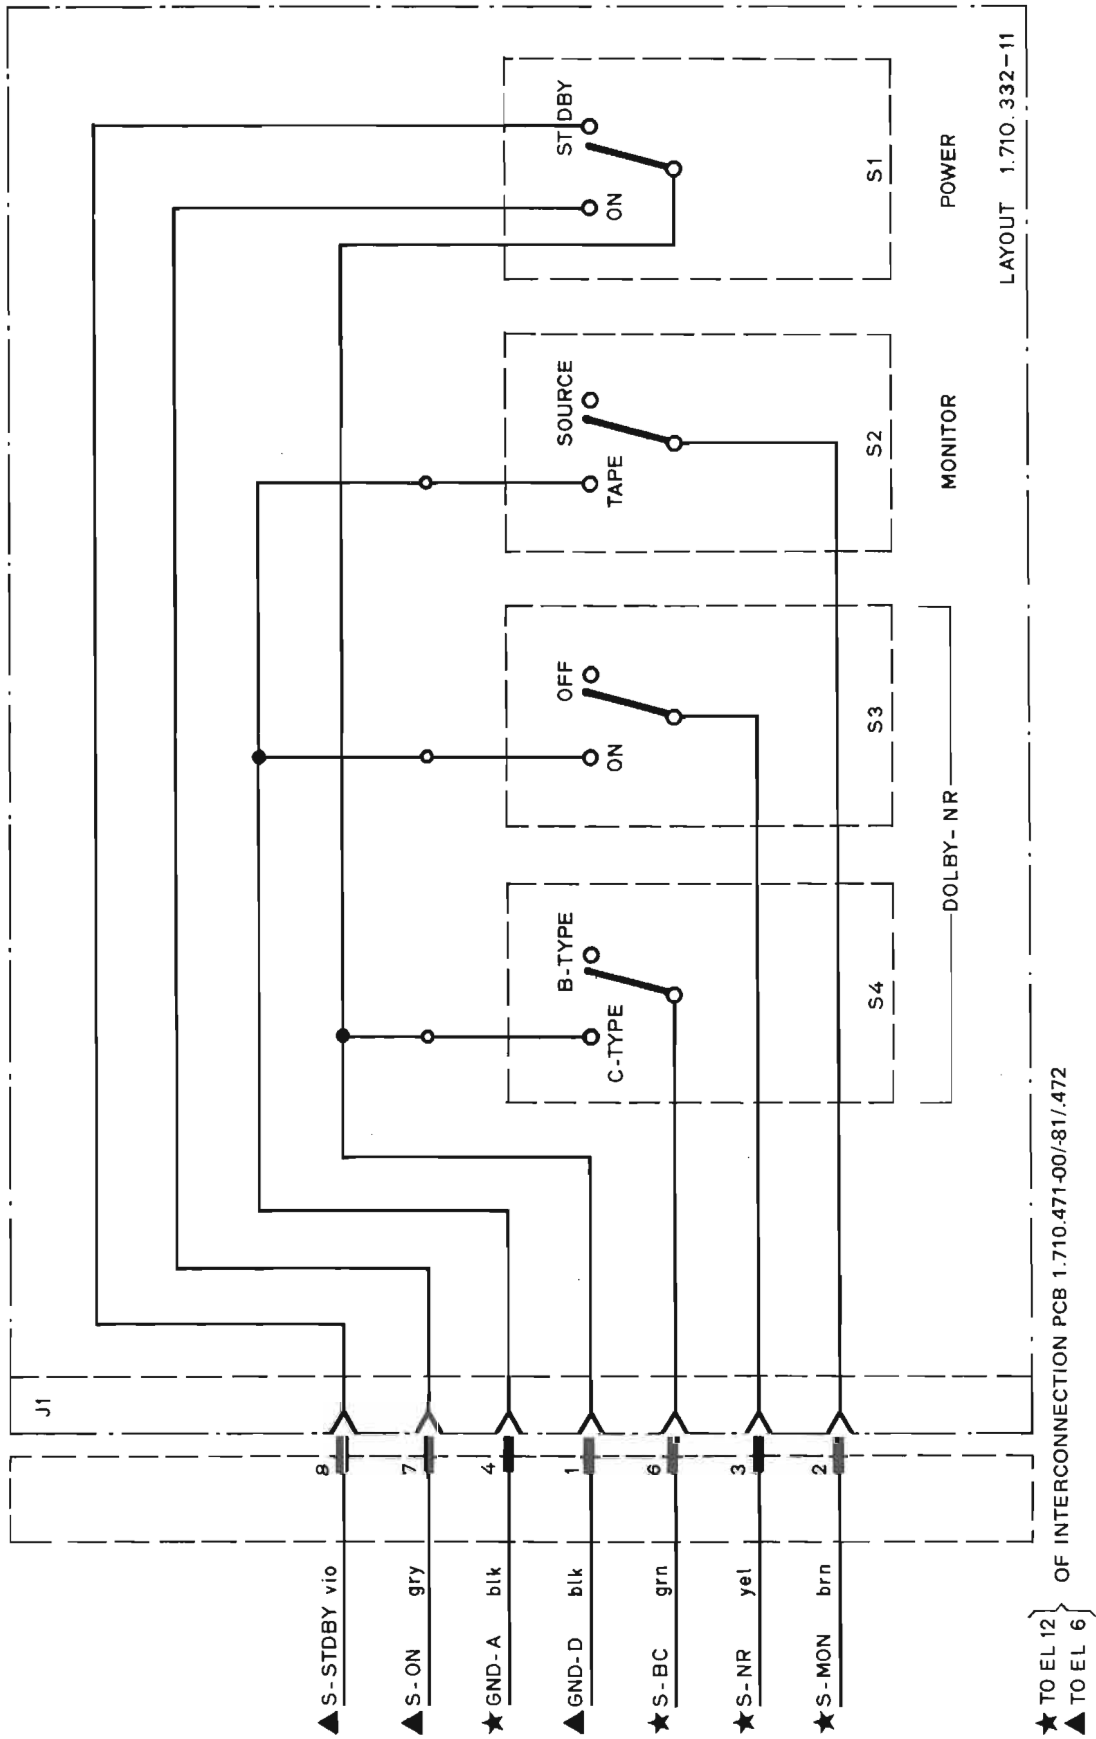 J1
8
7
4
1
6
3
2
▲ S-STDBY vio
▲ S-ON gry
★ GND-A blk
▲ GND-D blk
★ S-BC grn
★ S-NR yel
★ S-MON brn
B-TYPE
C-TYPE
S4
OFF
ON
S3
DOLBY-NR
SOURCE
TAPE
S2
MONITOR
STDBY
ON
S1
POWER
LAYOUT 1.710.332-11
★ TO EL 12
▲ TO EL 6
OF INTERCONNECTION PCB 1.710.471-00/-81/.472